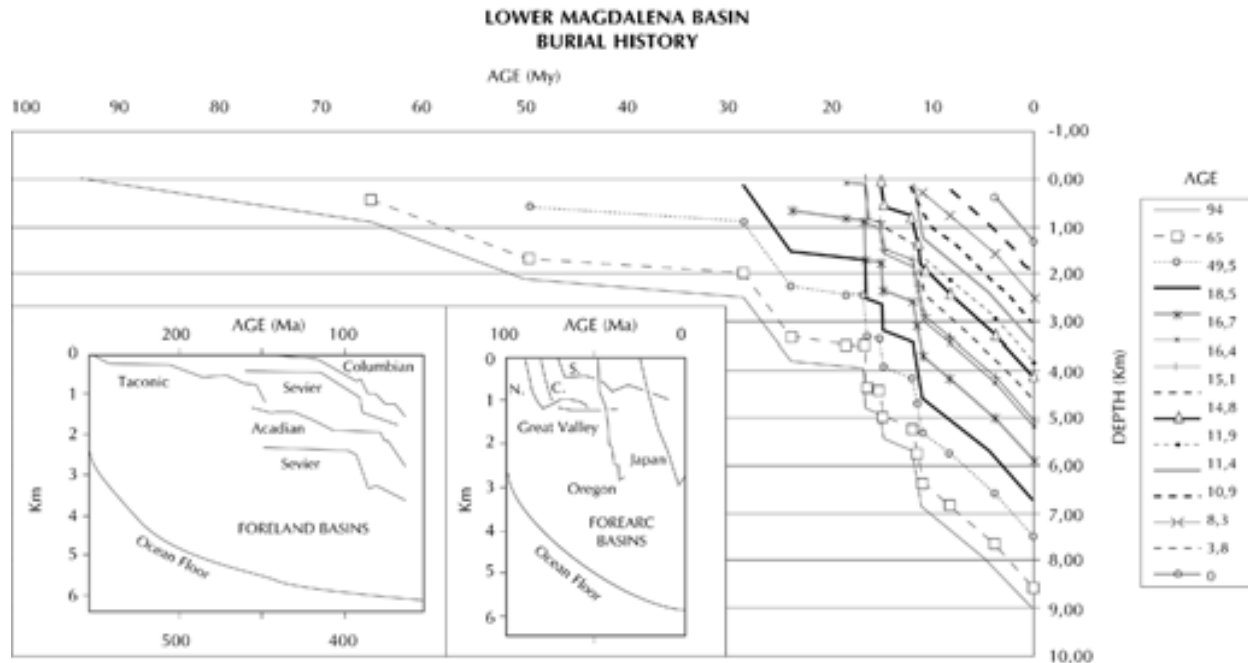 LOWER MAGDALENA BASIN
BURIAL HISTORY
AGE (My)
100 90 80 70 60 50 40 30 20 10 0
-1,00
0,00
1,00
2,00
3,00
4,00
5,00
6,00
7,00
8,00
9,00
10,00
DEPTH (Km)
AGE
94
65
49,5
18,5
16,7
16,4
15,1
14,8
11,9
11,4
10,9
8,3
3,8
0
AGE (Ma)
200 100
0
1
2
3
4
5
6
Km
Taconic
Columbian
Sevier
Acadian
Sevier
FORELAND BASINS
Ocean Floor
500 400
AGE (Ma)
100 0
0
1
2
3
4
5
6
Km
N.
C.
S.
Great Valley
Japan
Oregon
FOREARC
BASINS
Ocean Floor